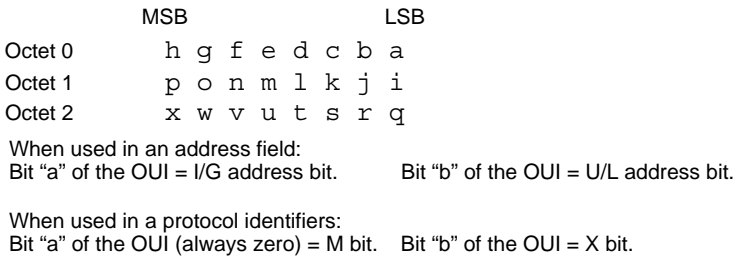 MSB LSB
Octet 0 h g f e d c b a
Octet 1 p o n m l k j i
Octet 2 x w v u t s r q
When used in an address field:
Bit “a” of the OUI = I/G address bit. Bit “b” of the OUI = U/L address bit.
When used in a protocol identifiers:
Bit “a” of the OUI (always zero) = M bit. Bit “b” of the OUI = X bit.